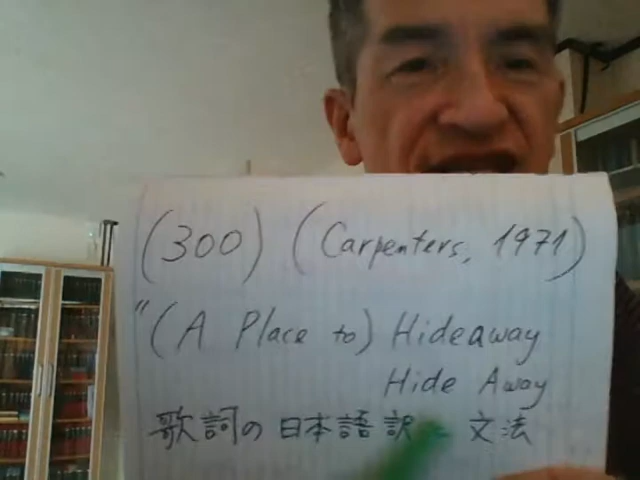 (300) (Carpenters, 1971)
"(A Place to) Hideaway
Hide Away
歌詞の日本語訳 文法